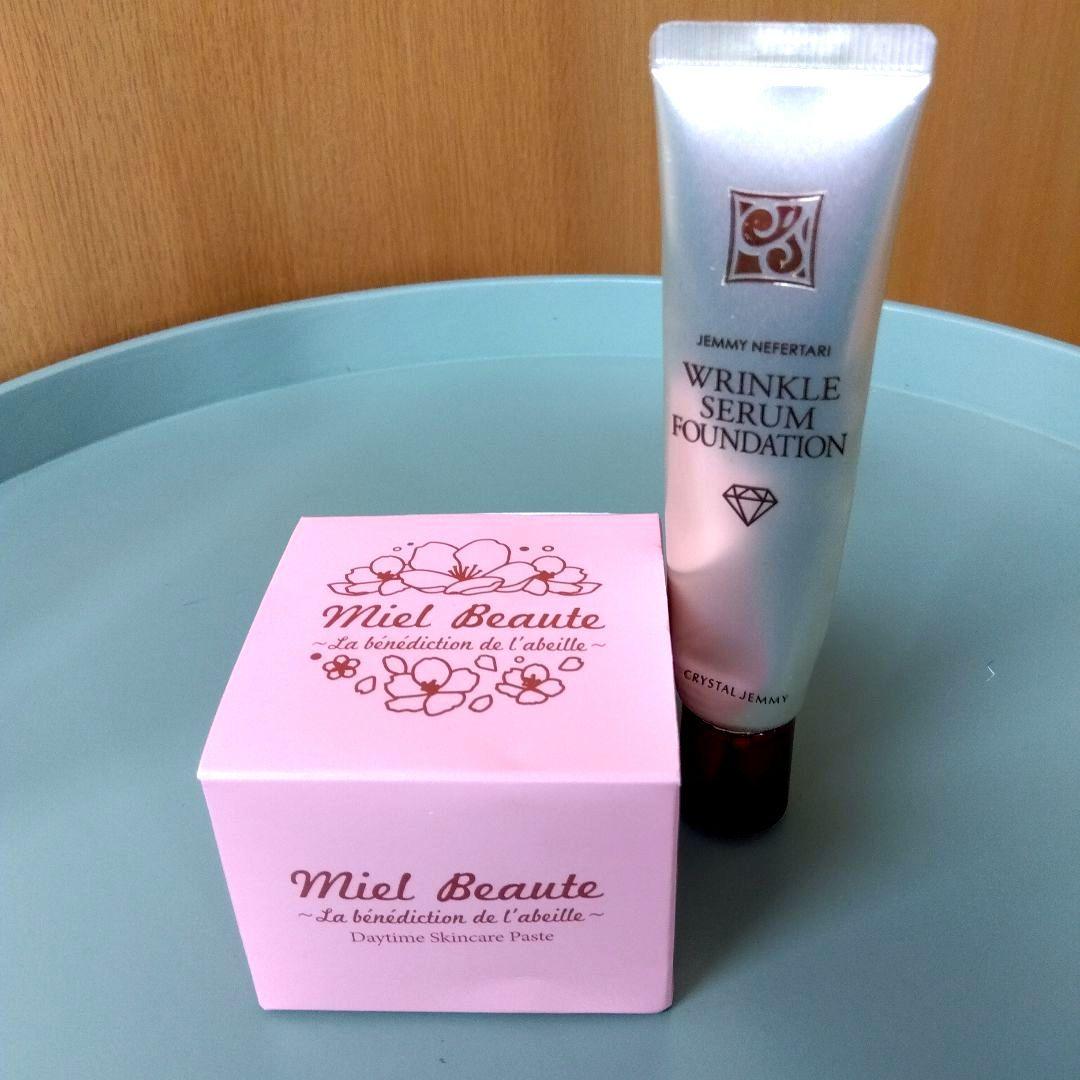 JEMMY NEFERTARI
WRINKLE
SERUM
FOUNDATION
CRYSTAL JEMMY
Miel Beaute
~La bénédiction de l'abeille~
Miel Beaute
~La bénédiction de l'abeille~
Daytime Skincare Paste